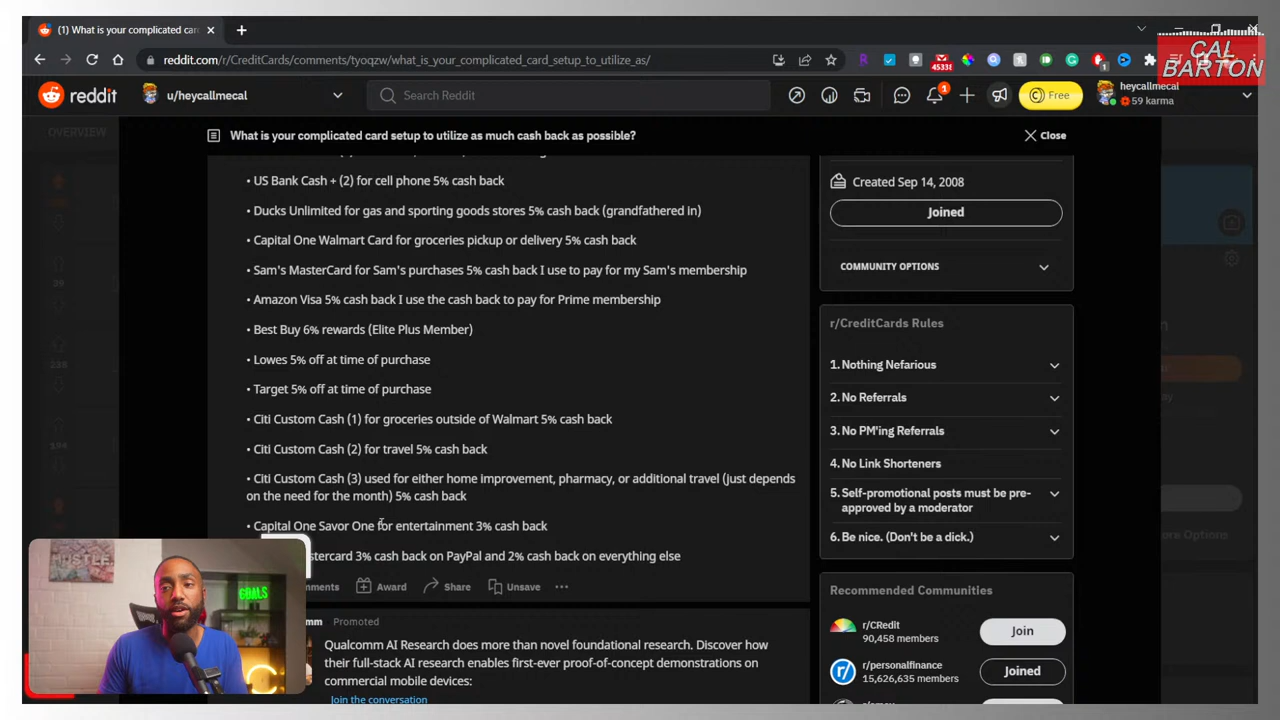 (1) What is your complicated car
CAL
BARTON
reddit.com/r/CreditCards/comments/tyoqzw/what_is_your_complicated_card_setup_to_utilize_as/
45338
1
reddit
u/heycallmecal
Search Reddit
1
Free
heycallmecal
59 karma
OVERVIEW
What is your complicated card setup to utilize as much cash back as possible?
Close
• US Bank Cash + (2) for cell phone 5% cash back
• Ducks Unlimited for gas and sporting goods stores 5% cash back (grandfathered in)
• Capital One Walmart Card for groceries pickup or delivery 5% cash back
• Sam's MasterCard for Sam's purchases 5% cash back I use to pay for my Sam's membership
• Amazon Visa 5% cash back I use the cash back to pay for Prime membership
• Best Buy 6% rewards (Elite Plus Member)
• Lowes 5% off at time of purchase
• Target 5% off at time of purchase
• Citi Custom Cash (1) for groceries outside of Walmart 5% cash back
• Citi Custom Cash (2) for travel 5% cash back
• Citi Custom Cash (3) used for either home improvement, pharmacy, or additional travel (just depends
on the need for the month) 5% cash back
• Capital One Savor One for entertainment 3% cash back
stercard 3% cash back on PayPal and 2% cash back on everything else
mments
Award
Share
Unsave
Promoted
Qualcomm AI Research does more than novel foundational research. Discover how
their full-stack AI research enables first-ever proof-of-concept demonstrations on
commercial mobile devices:
Join the conversation
Created Sep 14, 2008
Joined
COMMUNITY OPTIONS
r/CreditCards Rules
1. Nothing Nefarious
2. No Referrals
3. No PM'ing Referrals
4. No Link Shorteners
5. Self-promotional posts must be pre-
approved by a moderator
6. Be nice. (Don't be a dick.)
Recommended Communities
r/CRedit
90,458 members
Join
r/personalfinance
15,626,635 members
Joined
HUSTLE.
GOALS